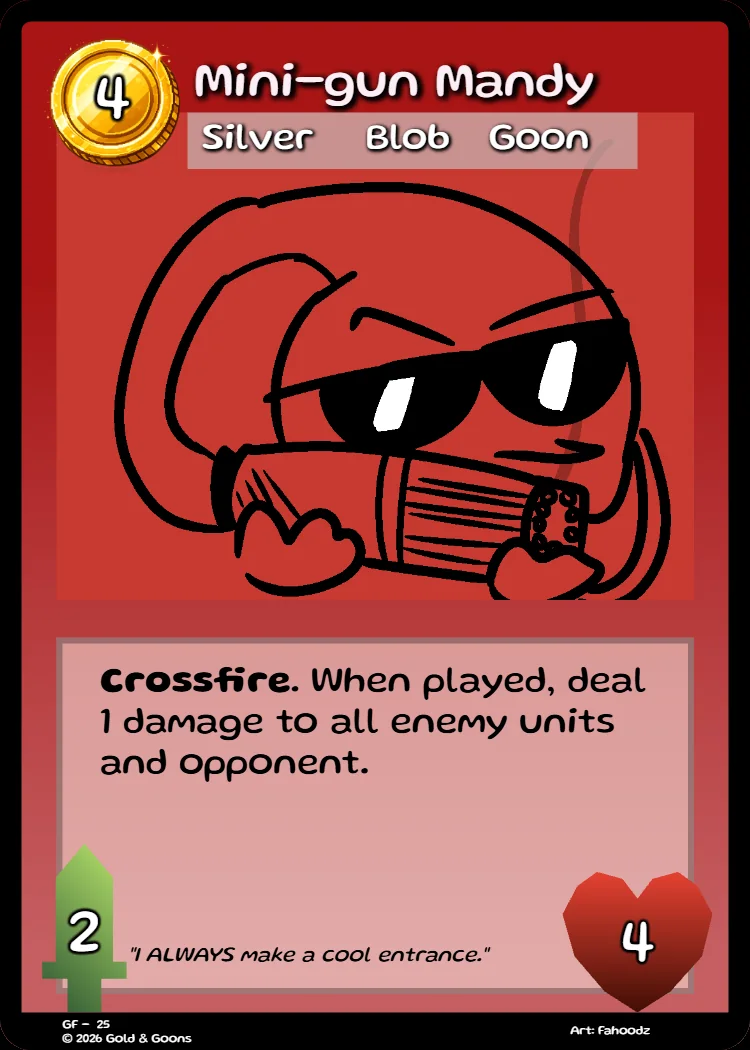 4
Mini-gun Mandy
Silver Blob Goon
Crossfire. When played, deal
1 damage to all enemy units
and opponent.
2
"I ALWAYS make a cool entrance."
4
GF - 25
© 2026 Gold & Goons
Art: Fahoodz